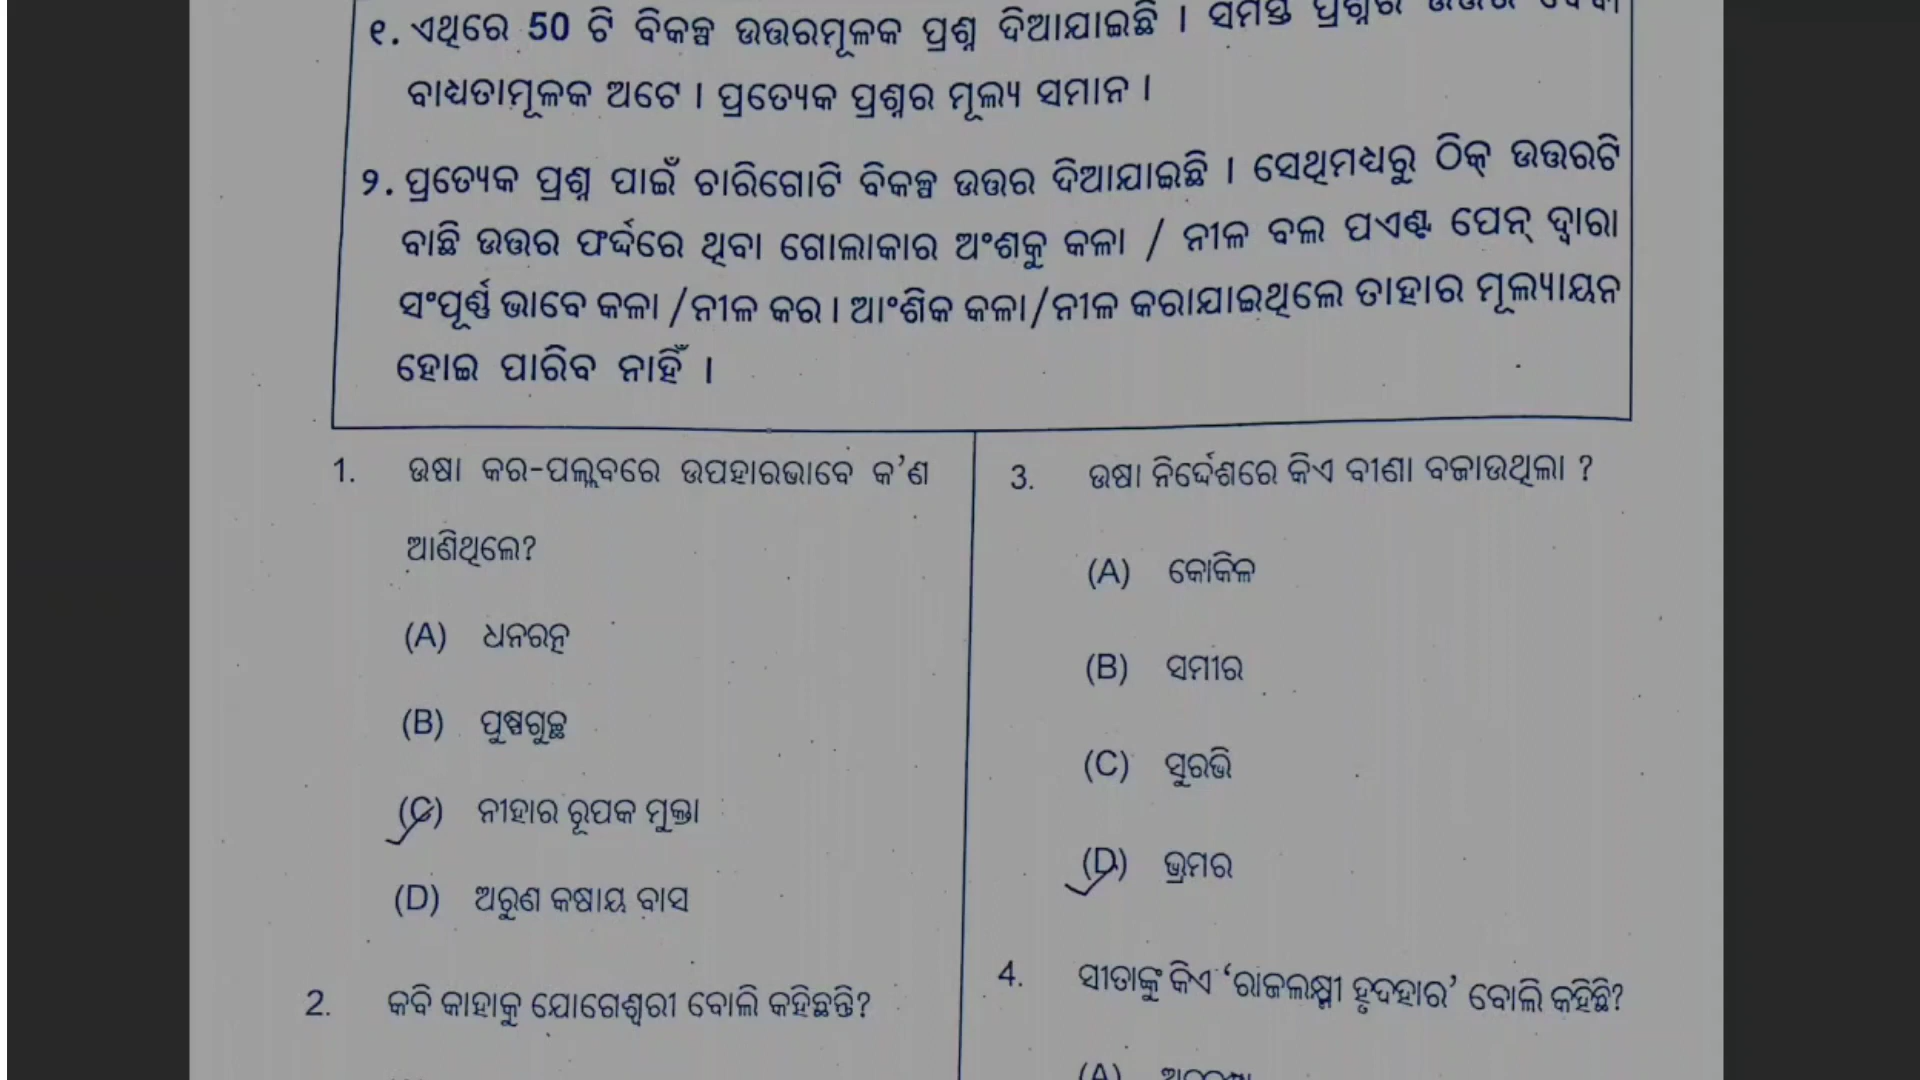 ୧. ଏଥିରେ 50 ଟି ବିକଳ୍ପ ଉତ୍ତରମୂଳକ ପ୍ରଶ୍ନ ଦିଆଯାଇଛି । ସମସ୍ତ ପ୍ରଶ୍ନର ଉତ୍ତର ଦେବା
ବାଧ୍ୟତାମୂଳକ ଅଟେ । ପ୍ରତ୍ୟେକ ପ୍ରଶ୍ନର ମୂଲ୍ୟ ସମାନ ।
୨. ପ୍ରତ୍ୟେକ ପ୍ରଶ୍ନ ପାଇଁ ଚାରିଗୋଟି ବିକଳ୍ପ ଉତ୍ତର ଦିଆଯାଇଛି । ସେଥିମଧ୍ୟରୁ ଠିକ୍ ଉତ୍ତରଟି
ବାଛି ଉତ୍ତର ଫର୍ଦ୍ଦରେ ଥିବା ଗୋଲାକାର ଅଂଶକୁ କଳା / ନୀଳ ବଲ ପଏଣ୍ଟ ପେନ୍ ଦ୍ୱାରା
ସଂପୂର୍ଣ୍ଣ ଭାବେ କଳା /ନୀଳ କର । ଆଂଶିକ କଳା/ନୀଳ କରାଯାଇଥିଲେ ତାହାର ମୂଲ୍ୟାୟନ
ହୋଇ ପାରିବ ନାହିଁ ।
1. ଉଷା କର-ପଲ୍ଲବରେ ଉପହାରଭାବେ କ'ଣ
ଆଣିଥିଲେ?
(A) ଧନରତ୍ନ
(B) ପୁଷ୍ପଗୁଚ୍ଛ
(C) ନୀହାର ରୂପକ ମୁକ୍ତା
(D) ଅରୁଣ କଷାୟ ବାସ
2. କବି କାହାକୁ ଯୋଗେଶ୍ୱରୀ ବୋଲି କହିଛନ୍ତି?
3. ଉଷା ନିର୍ଦ୍ଦେଶରେ କିଏ ବୀଣା ବଜାଉଥିଲା ?
(A) କୋକିଳ
(B) ସମୀର
(C) ସୁରଭି
(D) ଭ୍ରମର
4. ସୀତାଙ୍କୁ କିଏ 'ରାଜଲକ୍ଷ୍ମୀ ହୃଦହାର' ବୋଲି କହିଛି?
(A)